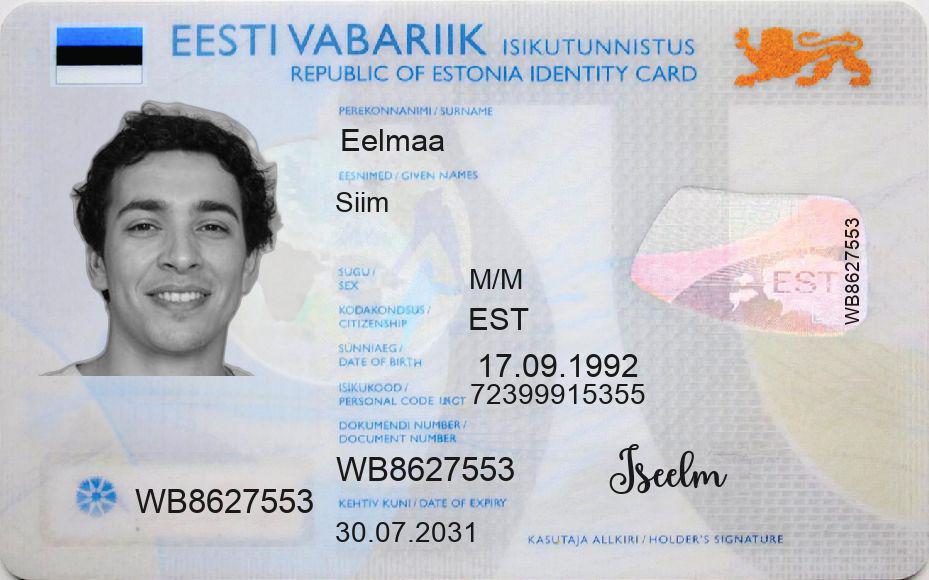 EESTI VABARIIK ISIKUTUNNISTUS
REPUBLIC OF ESTONIA IDENTITY CARD
PEREKONNANIMI / SURNAME
Eelmaa
EESNIMED / GIVEN NAMES
Siim
SUGU /
SEX
M/M
KODAKONDSUS /
CITIZENSHIP
EST
SÜNNIAEG /
DATE OF BIRTH
17.09.1992
ISIKUKOOD /
PERSONAL CODE
72399915355
DOKUMENDI NUMBER /
DOCUMENT NUMBER
WB8627553
WB8627553
KEHTIV KUNI / DATE OF EXPIRY
30.07.2031
Jseelm
KASUTAJA ALLKIRI / HOLDER'S SIGNATURE
EST
WB8627553